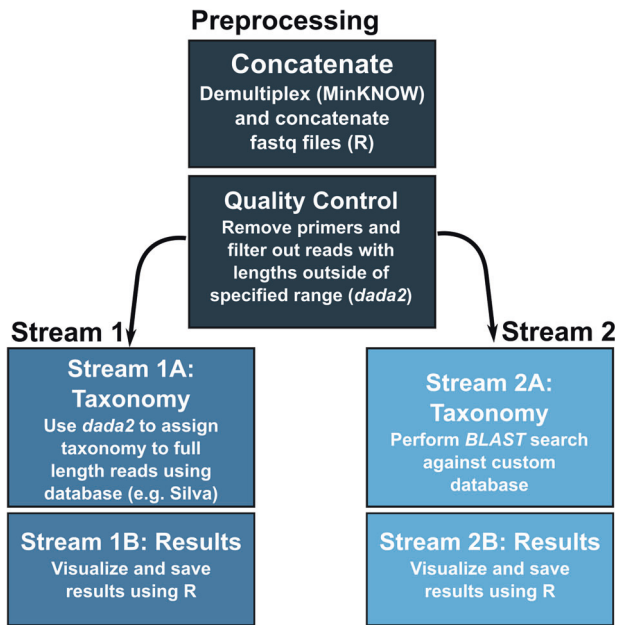 Preprocessing
Concatenate
Demultiplex (MinKNOW)
and concatenate
fastq files (R)
Quality Control
Remove primers and
filter out reads with
lengths outside of
specified range (dada2)
Stream 1
Stream 1A:
Taxonomy
Use dada2 to assign
taxonomy to full
length reads using
database (e.g. Silva)
Stream 1B: Results
Visualize and save
results using R
Stream 2
Stream 2A:
Taxonomy
Perform BLAST search
against custom
database
Stream 2B: Results
Visualize and save
results using R